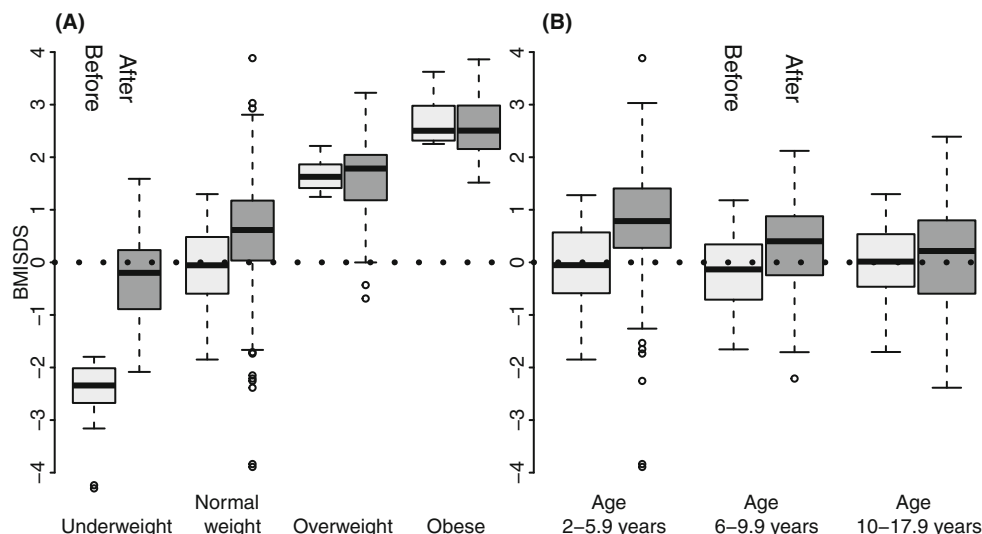 (A)
Before
After
BMISDS
4
3
2
1
0
−1
−2
−3
−4
Underweight
Normal
weight
Overweight
Obese
(B)
Before
After
4
3
2
1
0
−1
−2
−3
−4
Age
2–5.9 years
Age
6–9.9 years
Age
10–17.9 years